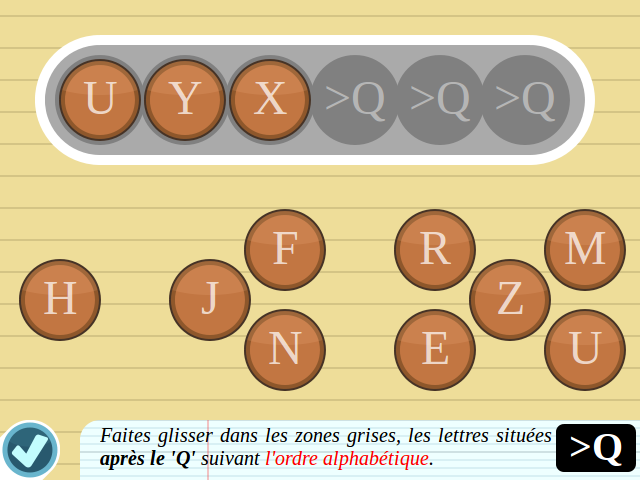 U Y X >Q >Q >Q
F R M
H J Z
N E U
Faites glisser dans les zones grises, les lettres situées
après le 'Q' suivant l'ordre alphabétique.
>Q